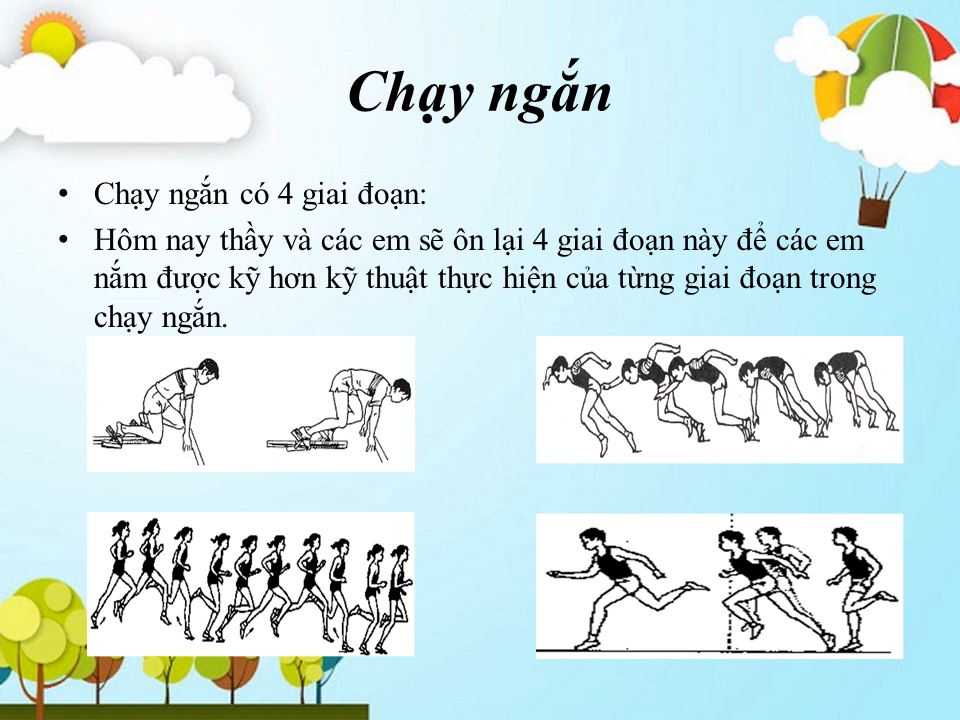 Chạy ngắn
• Chạy ngắn có 4 giai đoạn:
• Hôm nay thầy và các em sẽ ôn lại 4 giai đoạn này để các em
nắm được kỹ hơn kỹ thuật thực hiện của từng giai đoạn trong
chạy ngắn.